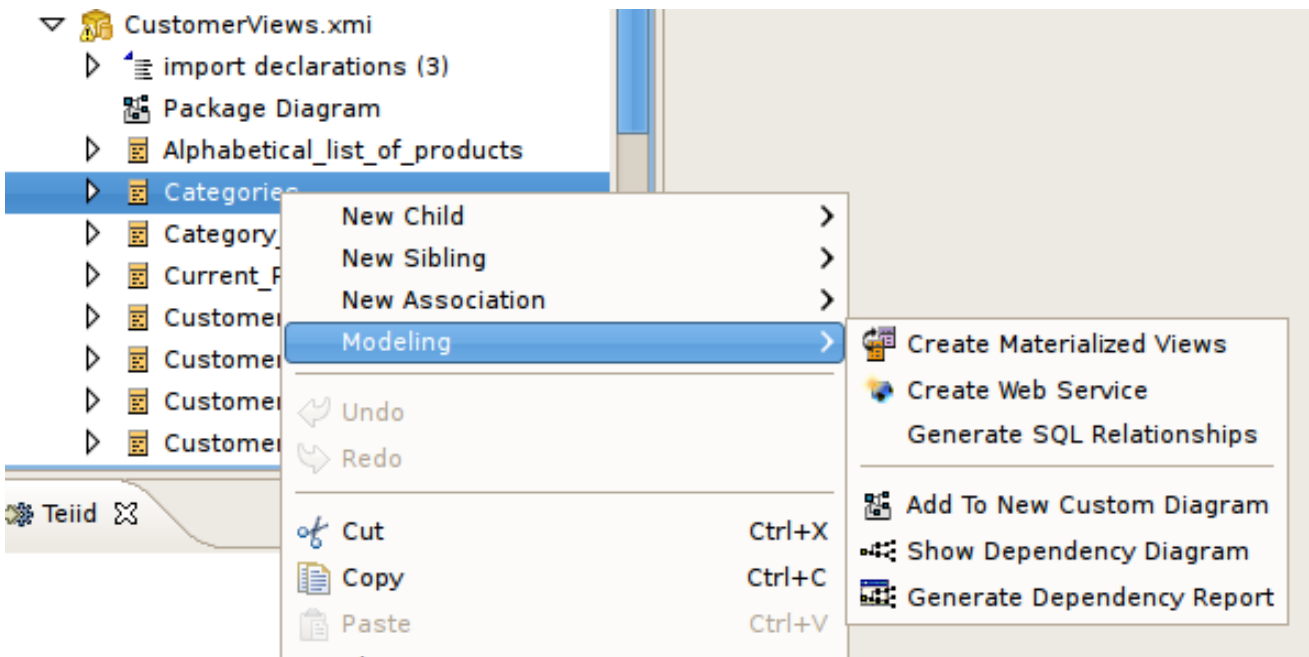 CustomerViews.xmi
import declarations (3)
Package Diagram
Alphabetical_list_of_products
Categories
Category_
Current_P
Customer
Customer
Customer
Customer
Teiid
New Child
New Sibling
New Association
Modeling
Undo
Redo
Cut Ctrl+X
Copy Ctrl+C
Paste Ctrl+V
Create Materialized Views
Create Web Service
Generate SQL Relationships
Add To New Custom Diagram
Show Dependency Diagram
Generate Dependency Report